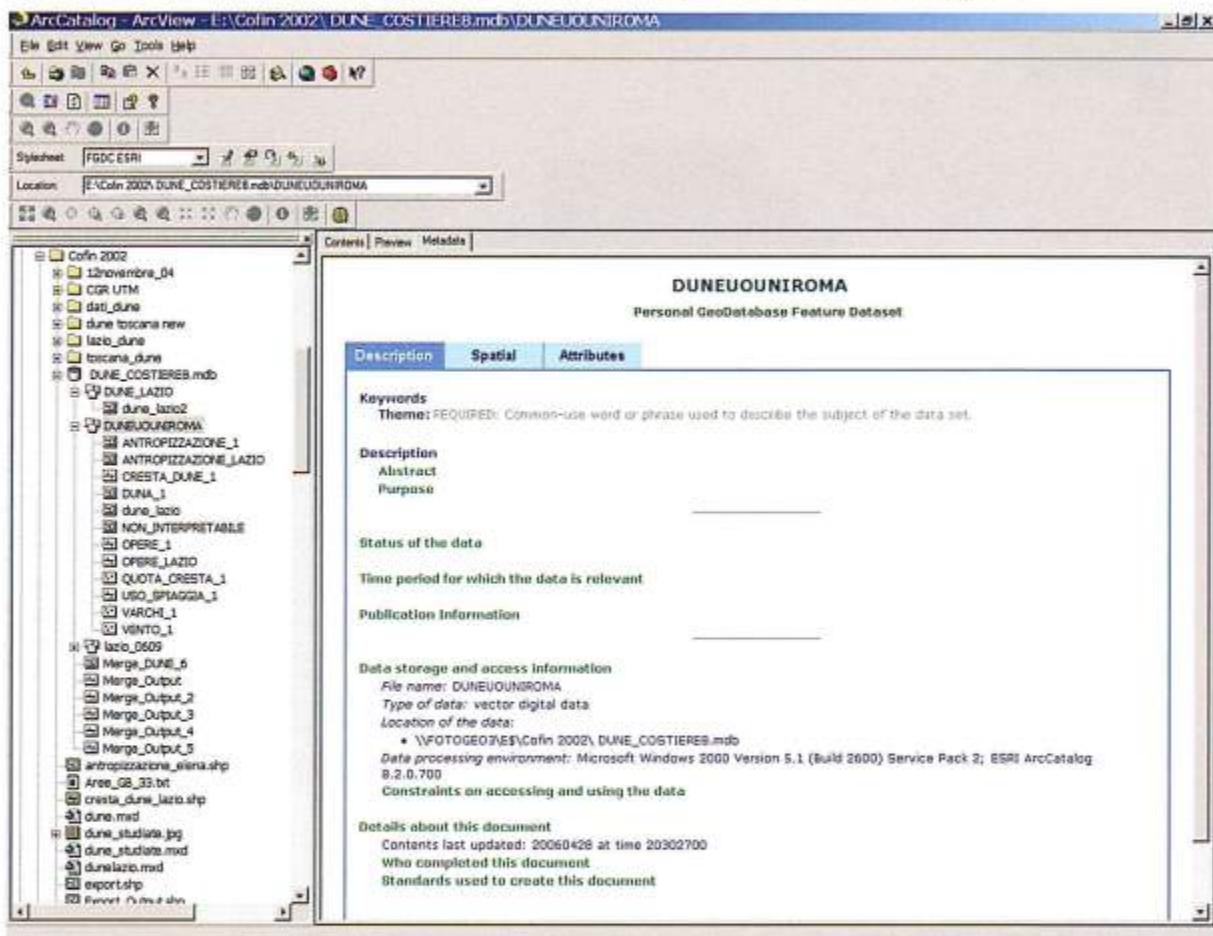 ArcCatalog - ArcView - E:\Cofin 2002\ DUNE_COSTIERE8.mdb\DUNEUOUNIROMA
File Edit View Go Tools Help
Stylesheet: FGDC ESRI
Location: E:\Cofin 2002\ DUNE_COSTIERE8.mdb\DUNEUOUNIROMA
Cofin 2002
12novembre_04
CGR UTM
dati_dune
dune toscana new
lazio_dune
toscana_dune
DUNE_COSTIERE8.mdb
DUNE_LAZIO
dune_lazio2
DUNEUOUNIROMA
ANTROPIZZAZIONE_1
ANTROPIZZAZIONE_LAZIO
CRESTA_DUNE_1
DUNA_1
dune_lazio
NON_INTERPRETABILE
OPERE_1
OPERE_LAZIO
QUOTA_CRESTA_1
USO_SPIAGGIA_1
VARCHI_1
VENTO_1
lazio_0609
Merge_DUNE_6
Merge_Output
Merge_Output_2
Merge_Output_3
Merge_Output_4
Merge_Output_5
antropizzazione_elena.shp
Aree_GB_33.txt
cresta_dune_lazio.shp
dune.mxd
dune_studiate.jpg
dune_studiate.mxd
dunelazio.mxd
export.shp
Export_Output.shp
Contents Preview Metadata
DUNEUOUNIROMA
Personal GeoDatabase Feature Dataset
Description Spatial Attributes
Keywords
Theme: REQUIRED: Common-use word or phrase used to describe the subject of the data set.
Description
Abstract
Purpose
Status of the data
Time period for which the data is relevant
Publication Information
Data storage and access information
File name: DUNEUOUNIROMA
Type of data: vector digital data
Location of the data:
• \\FOTOGEO3\E$\Cofin 2002\ DUNE_COSTIERE8.mdb
Data processing environment: Microsoft Windows 2000 Version 5.1 (Build 2600) Service Pack 2; ESRI ArcCatalog
8.2.0.700
Constraints on accessing and using the data
Details about this document
Contents last updated: 20060428 at time 20302700
Who completed this document
Standards used to create this document